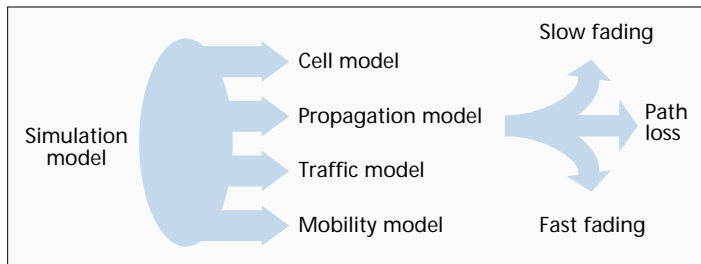 Simulation
model
Cell model
Propagation model
Traffic model
Mobility model
Slow fading
Path
loss
Fast fading